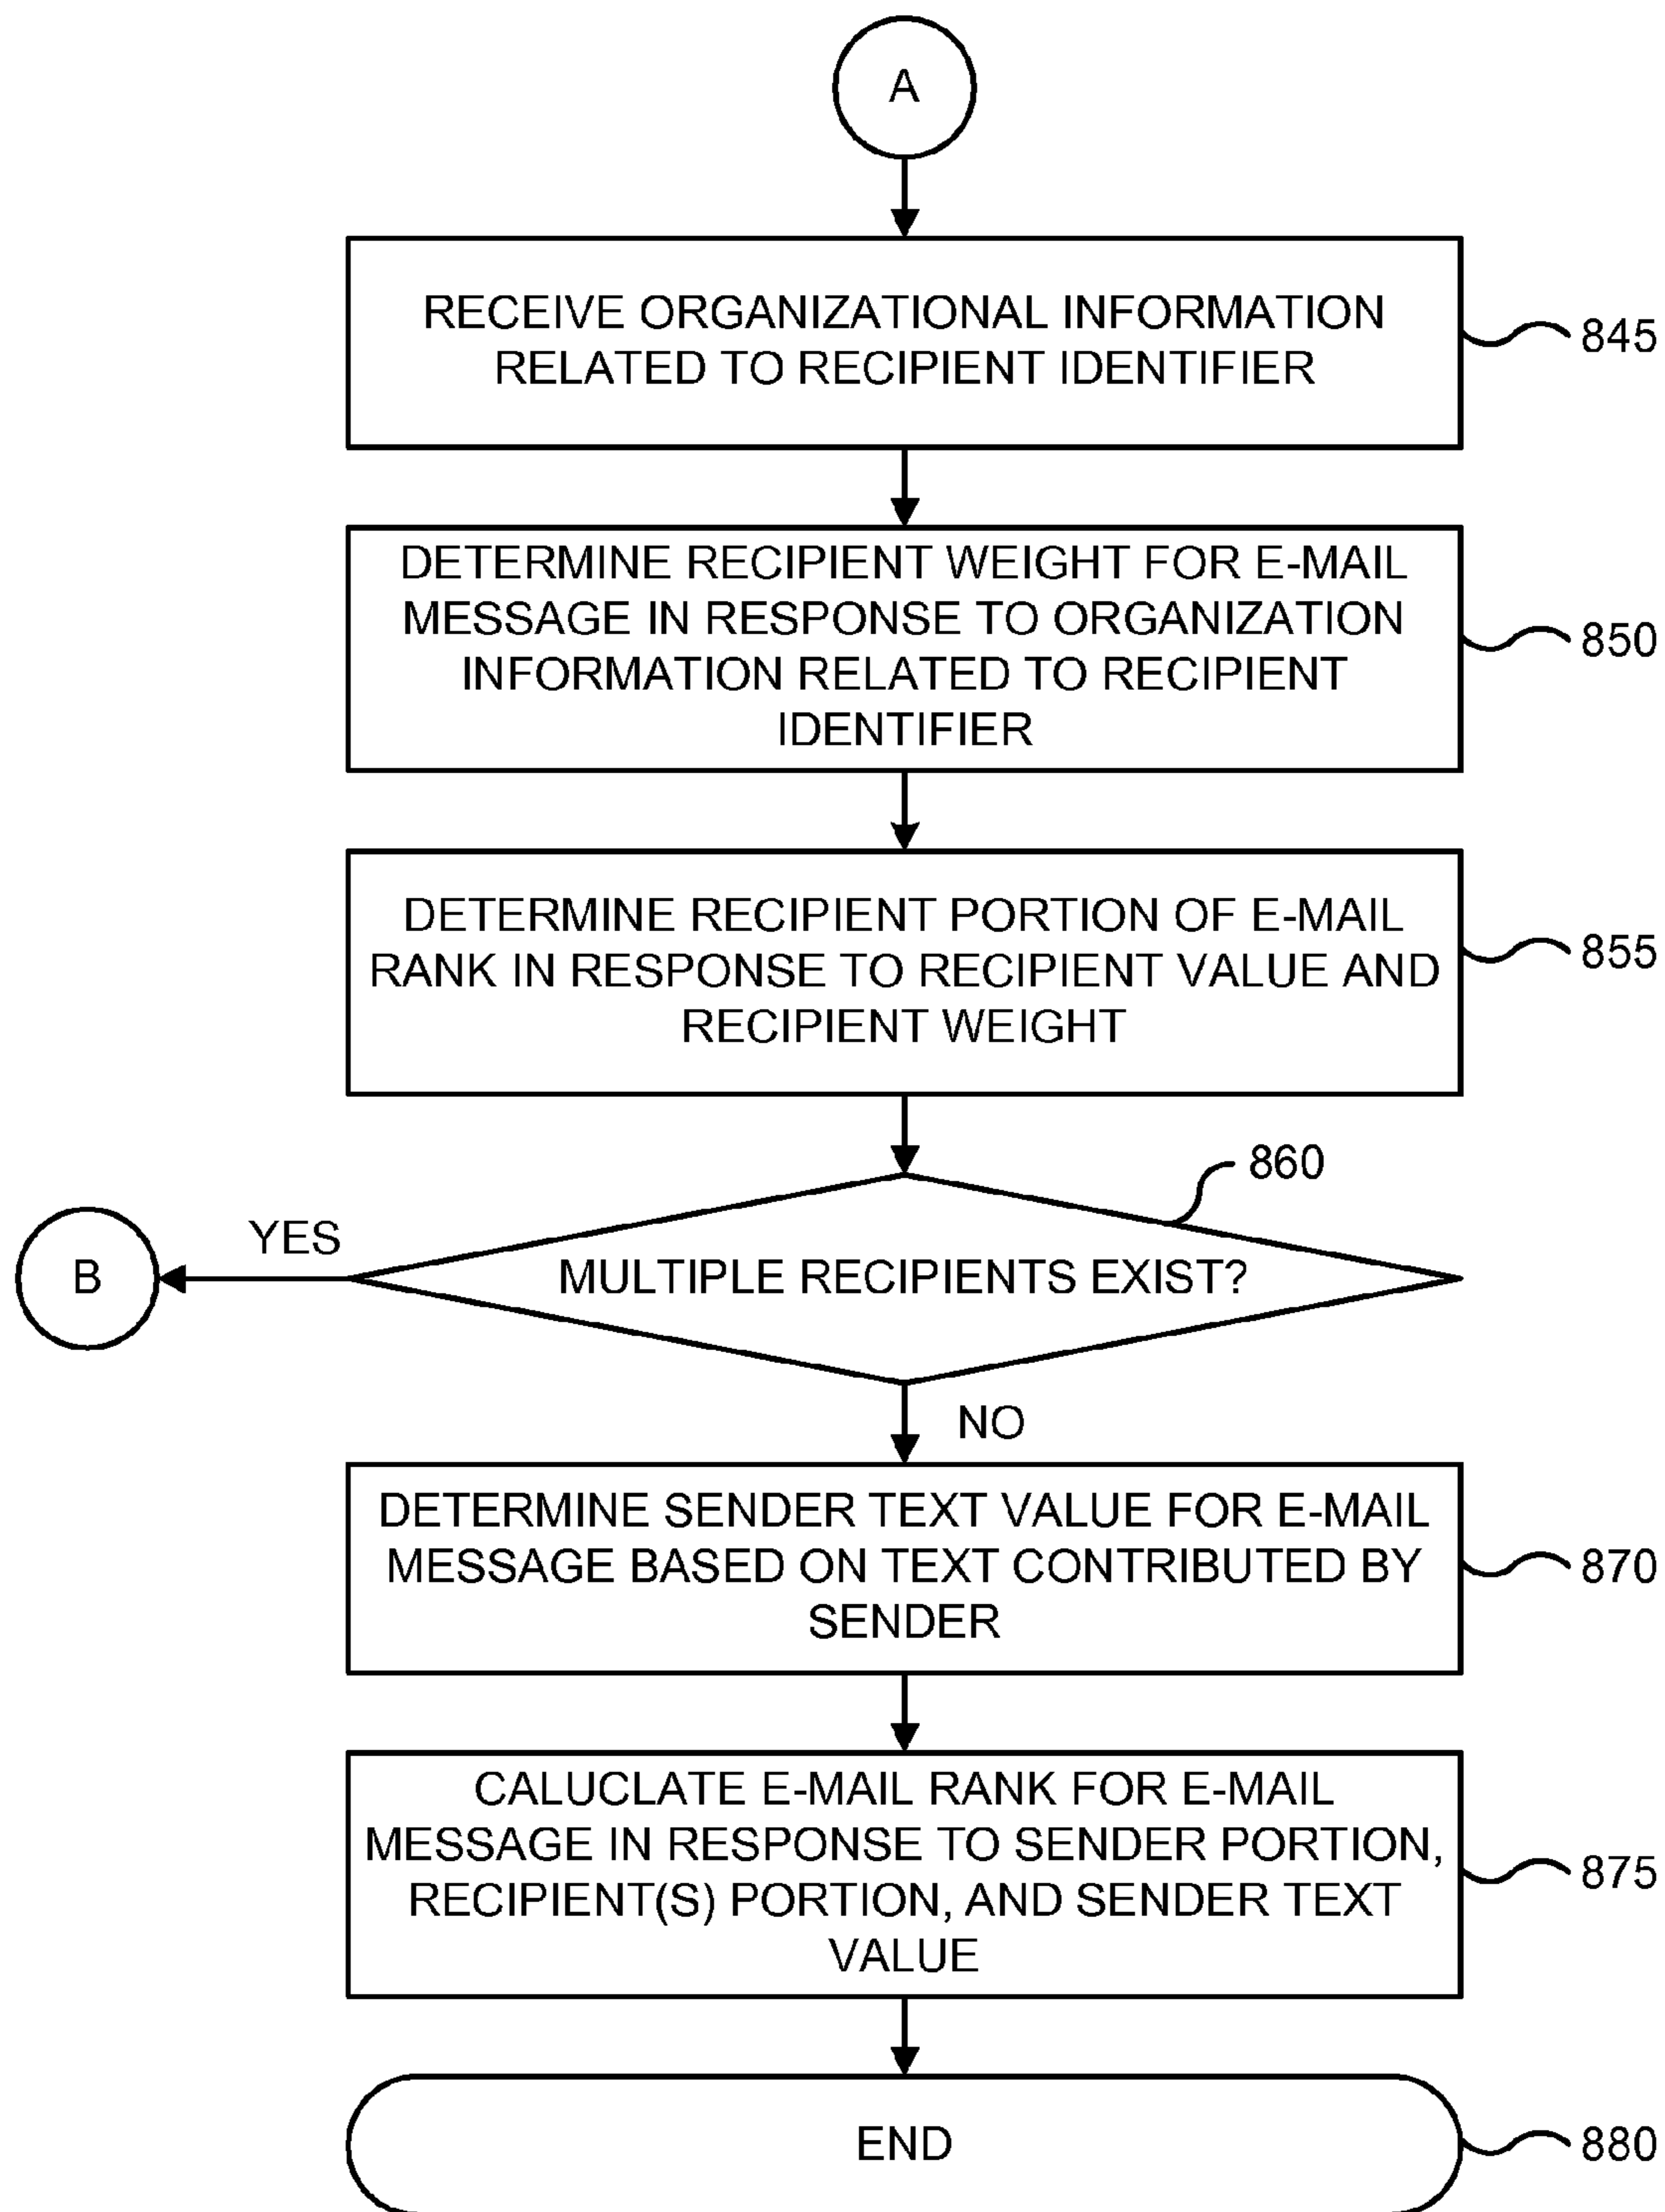 A
RECEIVE ORGANIZATIONAL INFORMATION
RELATED TO RECIPIENT IDENTIFIER
845
DETERMINE RECIPIENT WEIGHT FOR E-MAIL
MESSAGE IN RESPONSE TO ORGANIZATION
INFORMATION RELATED TO RECIPIENT
IDENTIFIER
850
DETERMINE RECIPIENT PORTION OF E-MAIL
RANK IN RESPONSE TO RECIPIENT VALUE AND
RECIPIENT WEIGHT
855
860
YES
B
MULTIPLE RECIPIENTS EXIST?
NO
DETERMINE SENDER TEXT VALUE FOR E-MAIL
MESSAGE BASED ON TEXT CONTRIBUTED BY
SENDER
870
CALUCLATE E-MAIL RANK FOR E-MAIL
MESSAGE IN RESPONSE TO SENDER PORTION,
RECIPIENT(S) PORTION, AND SENDER TEXT
VALUE
875
END
880